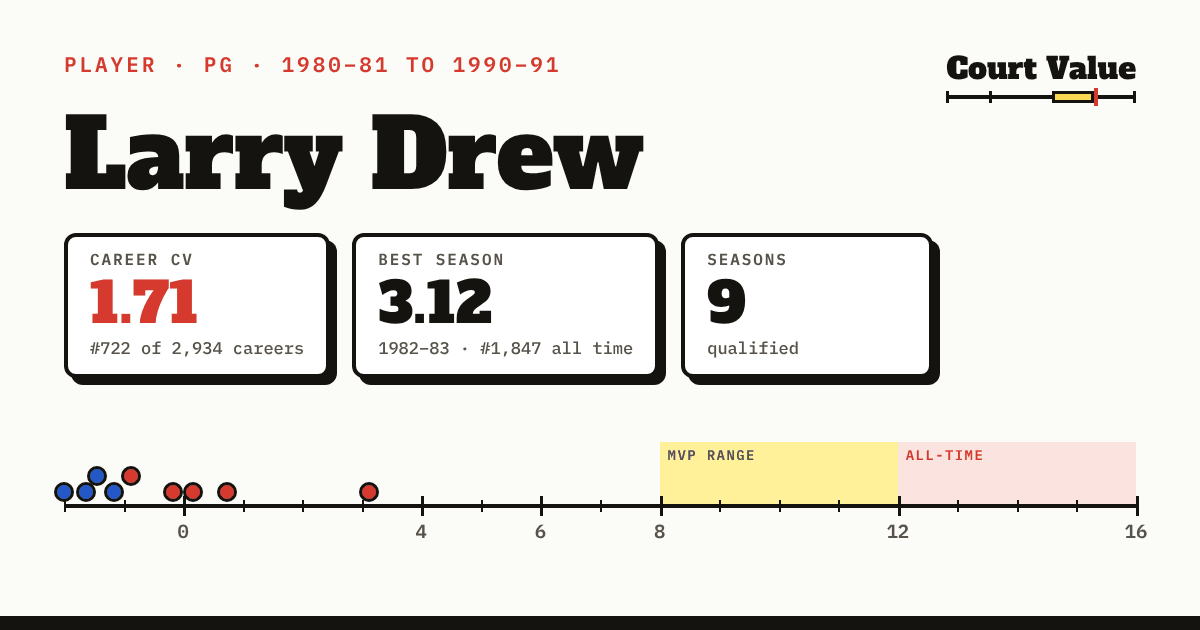 PLAYER · PG · 1980–81 TO 1990–91
Court Value
Larry Drew
CAREER CV
1.71
#722 of 2,934 careers
BEST SEASON
3.12
1982–83 · #1,847 all time
SEASONS
9
qualified
MVP RANGE
ALL-TIME
0 4 6 8 12 16